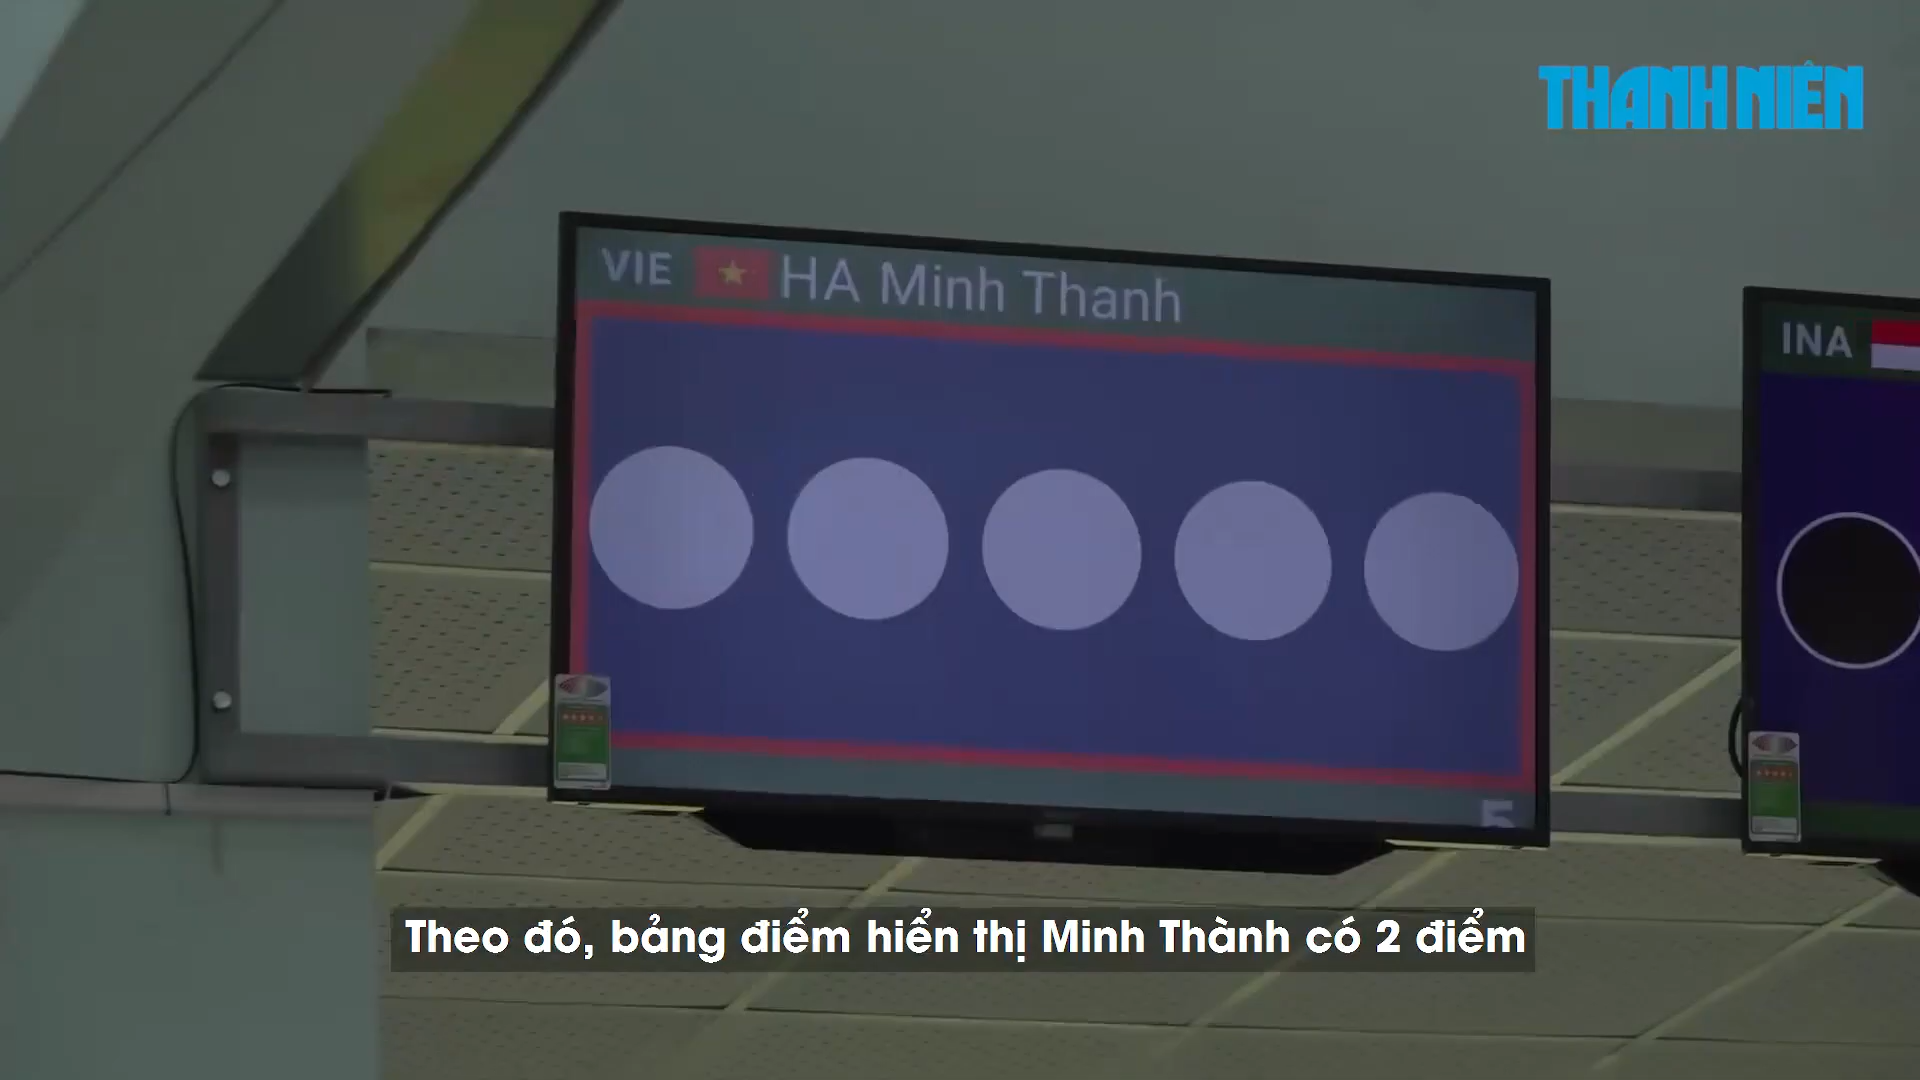 THANH NIÊN
VIE HA Minh Thanh
INA
5
Theo đó, bảng điểm hiển thị Minh Thành có 2 điểm